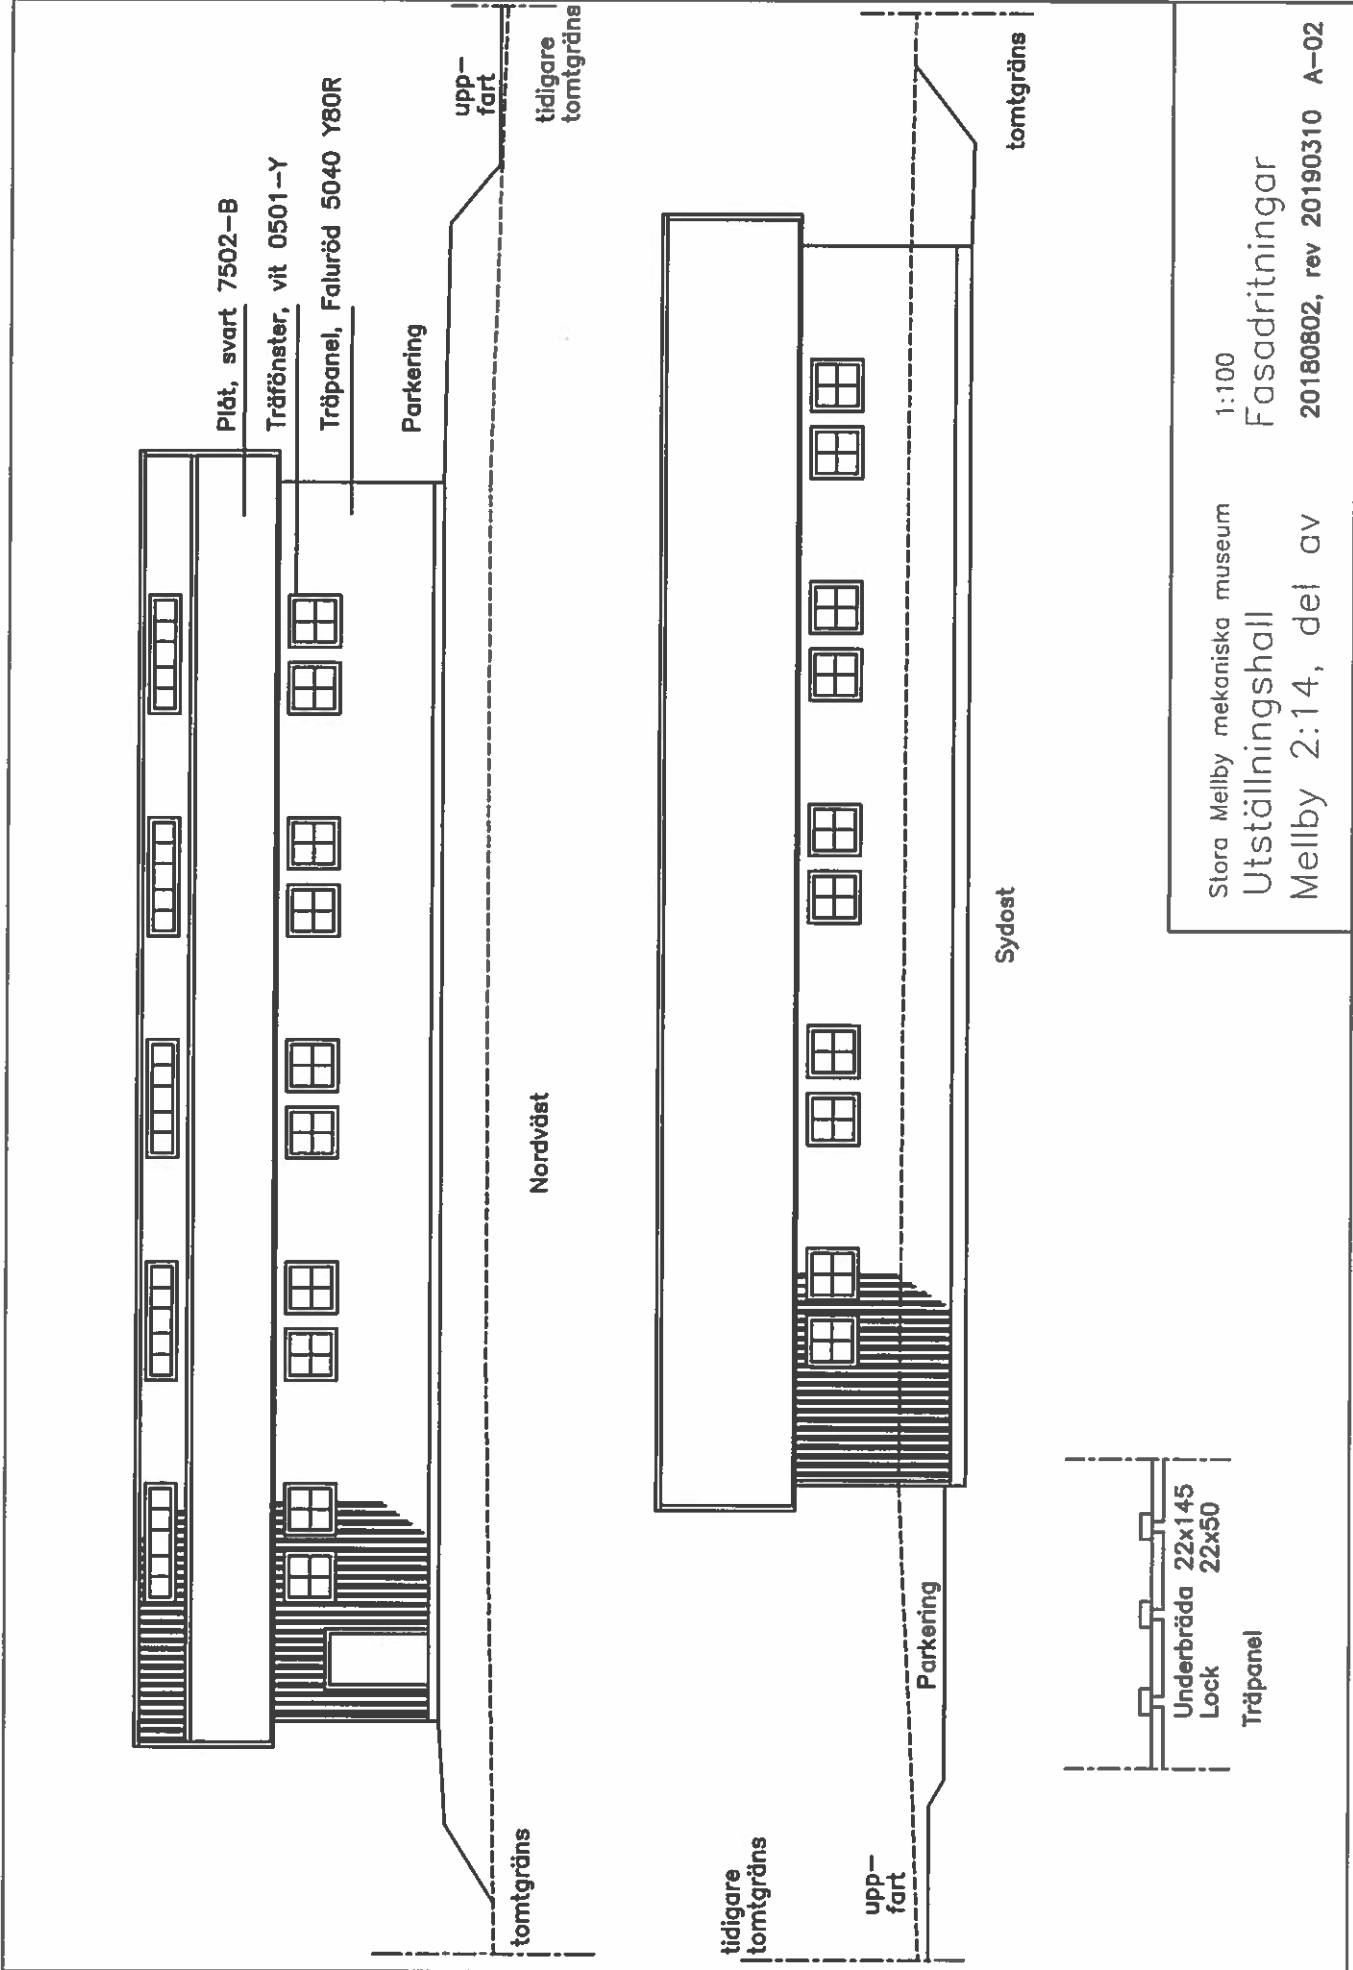 Plåt, svart 7502-B
Träfönster, vit 0501-Y
Träpanel, Faluröd 5040 Y80R
Parkering
upp-
fart
tidigare
tomtgräns
tomtgräns
Nordväst
tidigare
tomtgräns
upp-
fart
Parkering
tomtgräns
Sydost
Underbräda 22x145
Lock 22x50
Träpanel
Stora Mellby mekaniska museum 1:100
Utställningshall Fasadritningar
Mellby 2:14, del av 20180802, rev 20190310 A-02